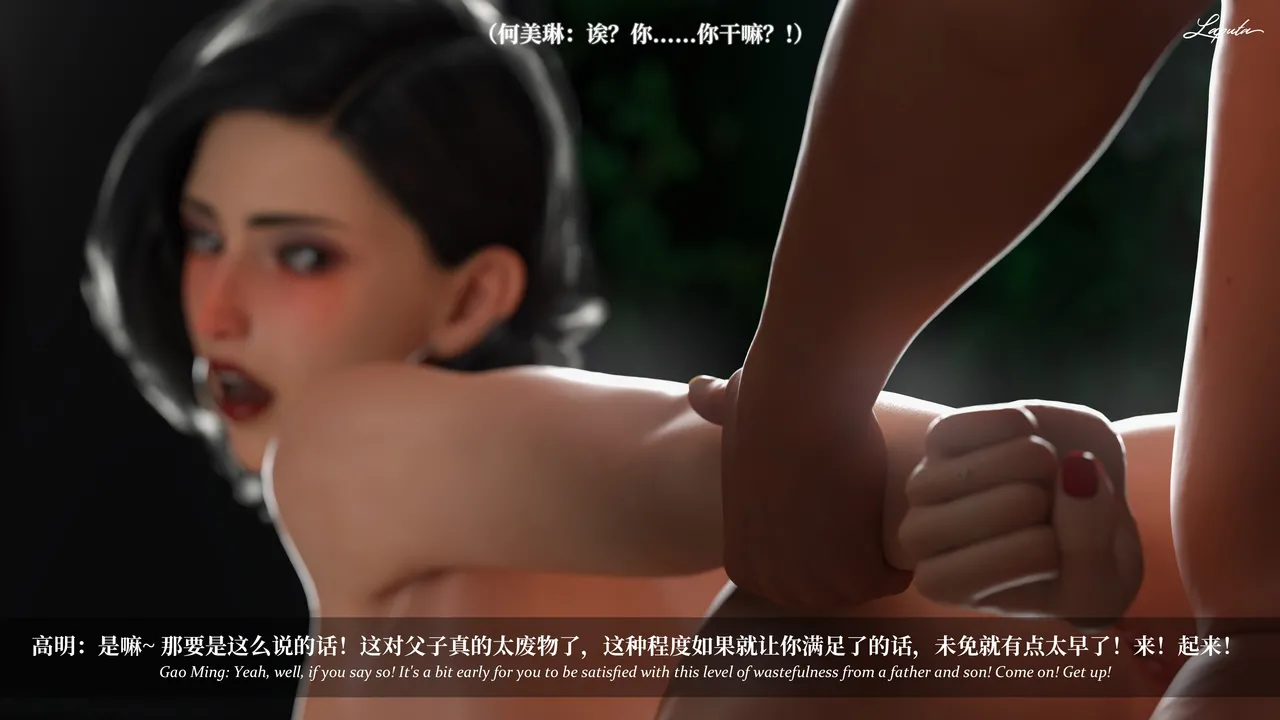 （何美琳：诶？你……你干嘛？！）
Laputa
高明：是嘛~ 那要是这么说的话！这对父子真的太废物了，这种程度如果就让你满足了的话，未免就有点太早了！来！起来！
Gao Ming: Yeah, well, if you say so! It's a bit early for you to be satisfied with this level of wastefulness from a father and son! Come on! Get up!